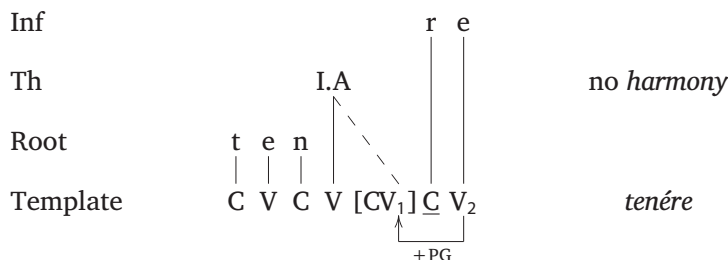 Inf r e
Th I.A no harmony
Root t e n
Template C V C V [CV₁] C V₂ tenére
+PG